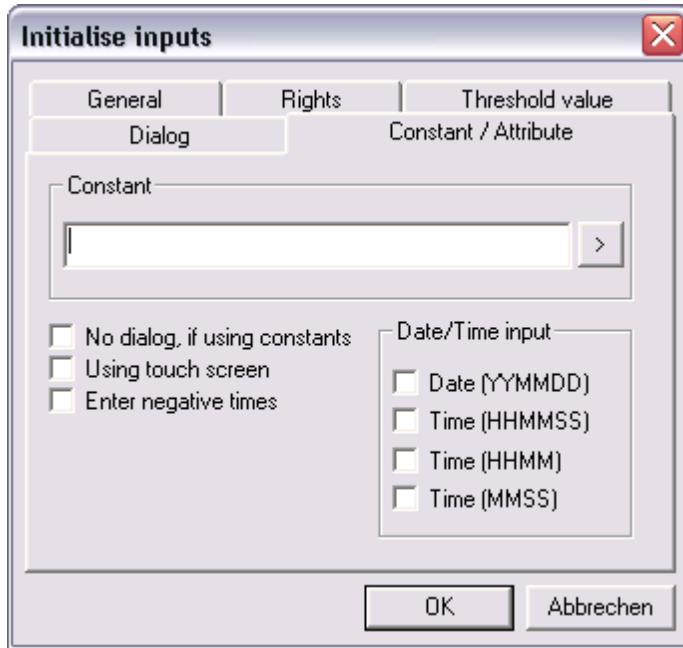 Initialise inputs
General
Rights
Threshold value
Dialog
Constant / Attribute
Constant
>
No dialog, if using constants
Using touch screen
Enter negative times
Date/Time input
Date (YYMMDD)
Time (HHMMSS)
Time (HHMM)
Time (MMSS)
OK
Abbrechen